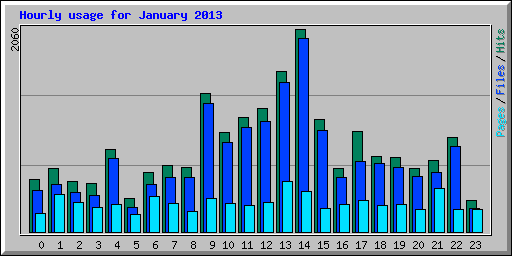 Hourly usage for January 2013
2060
Pages/Files/Hits
0 1 2 3 4 5 6 7 8 9 10 11 12 13 14 15 16 17 18 19 20 21 22 23